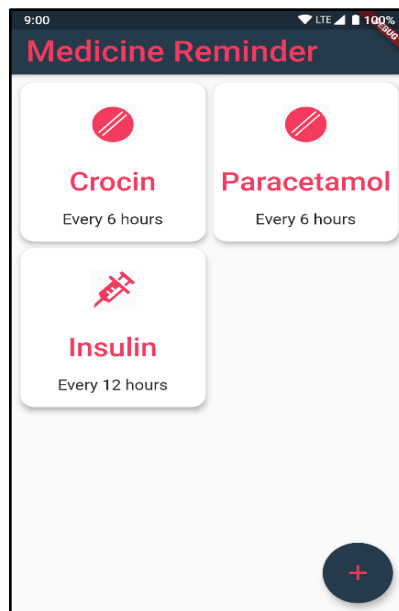 9:00 LTE 100%
DEBUG
Medicine Reminder
Crocin
Every 6 hours
Paracetamol
Every 6 hours
Insulin
Every 12 hours
+